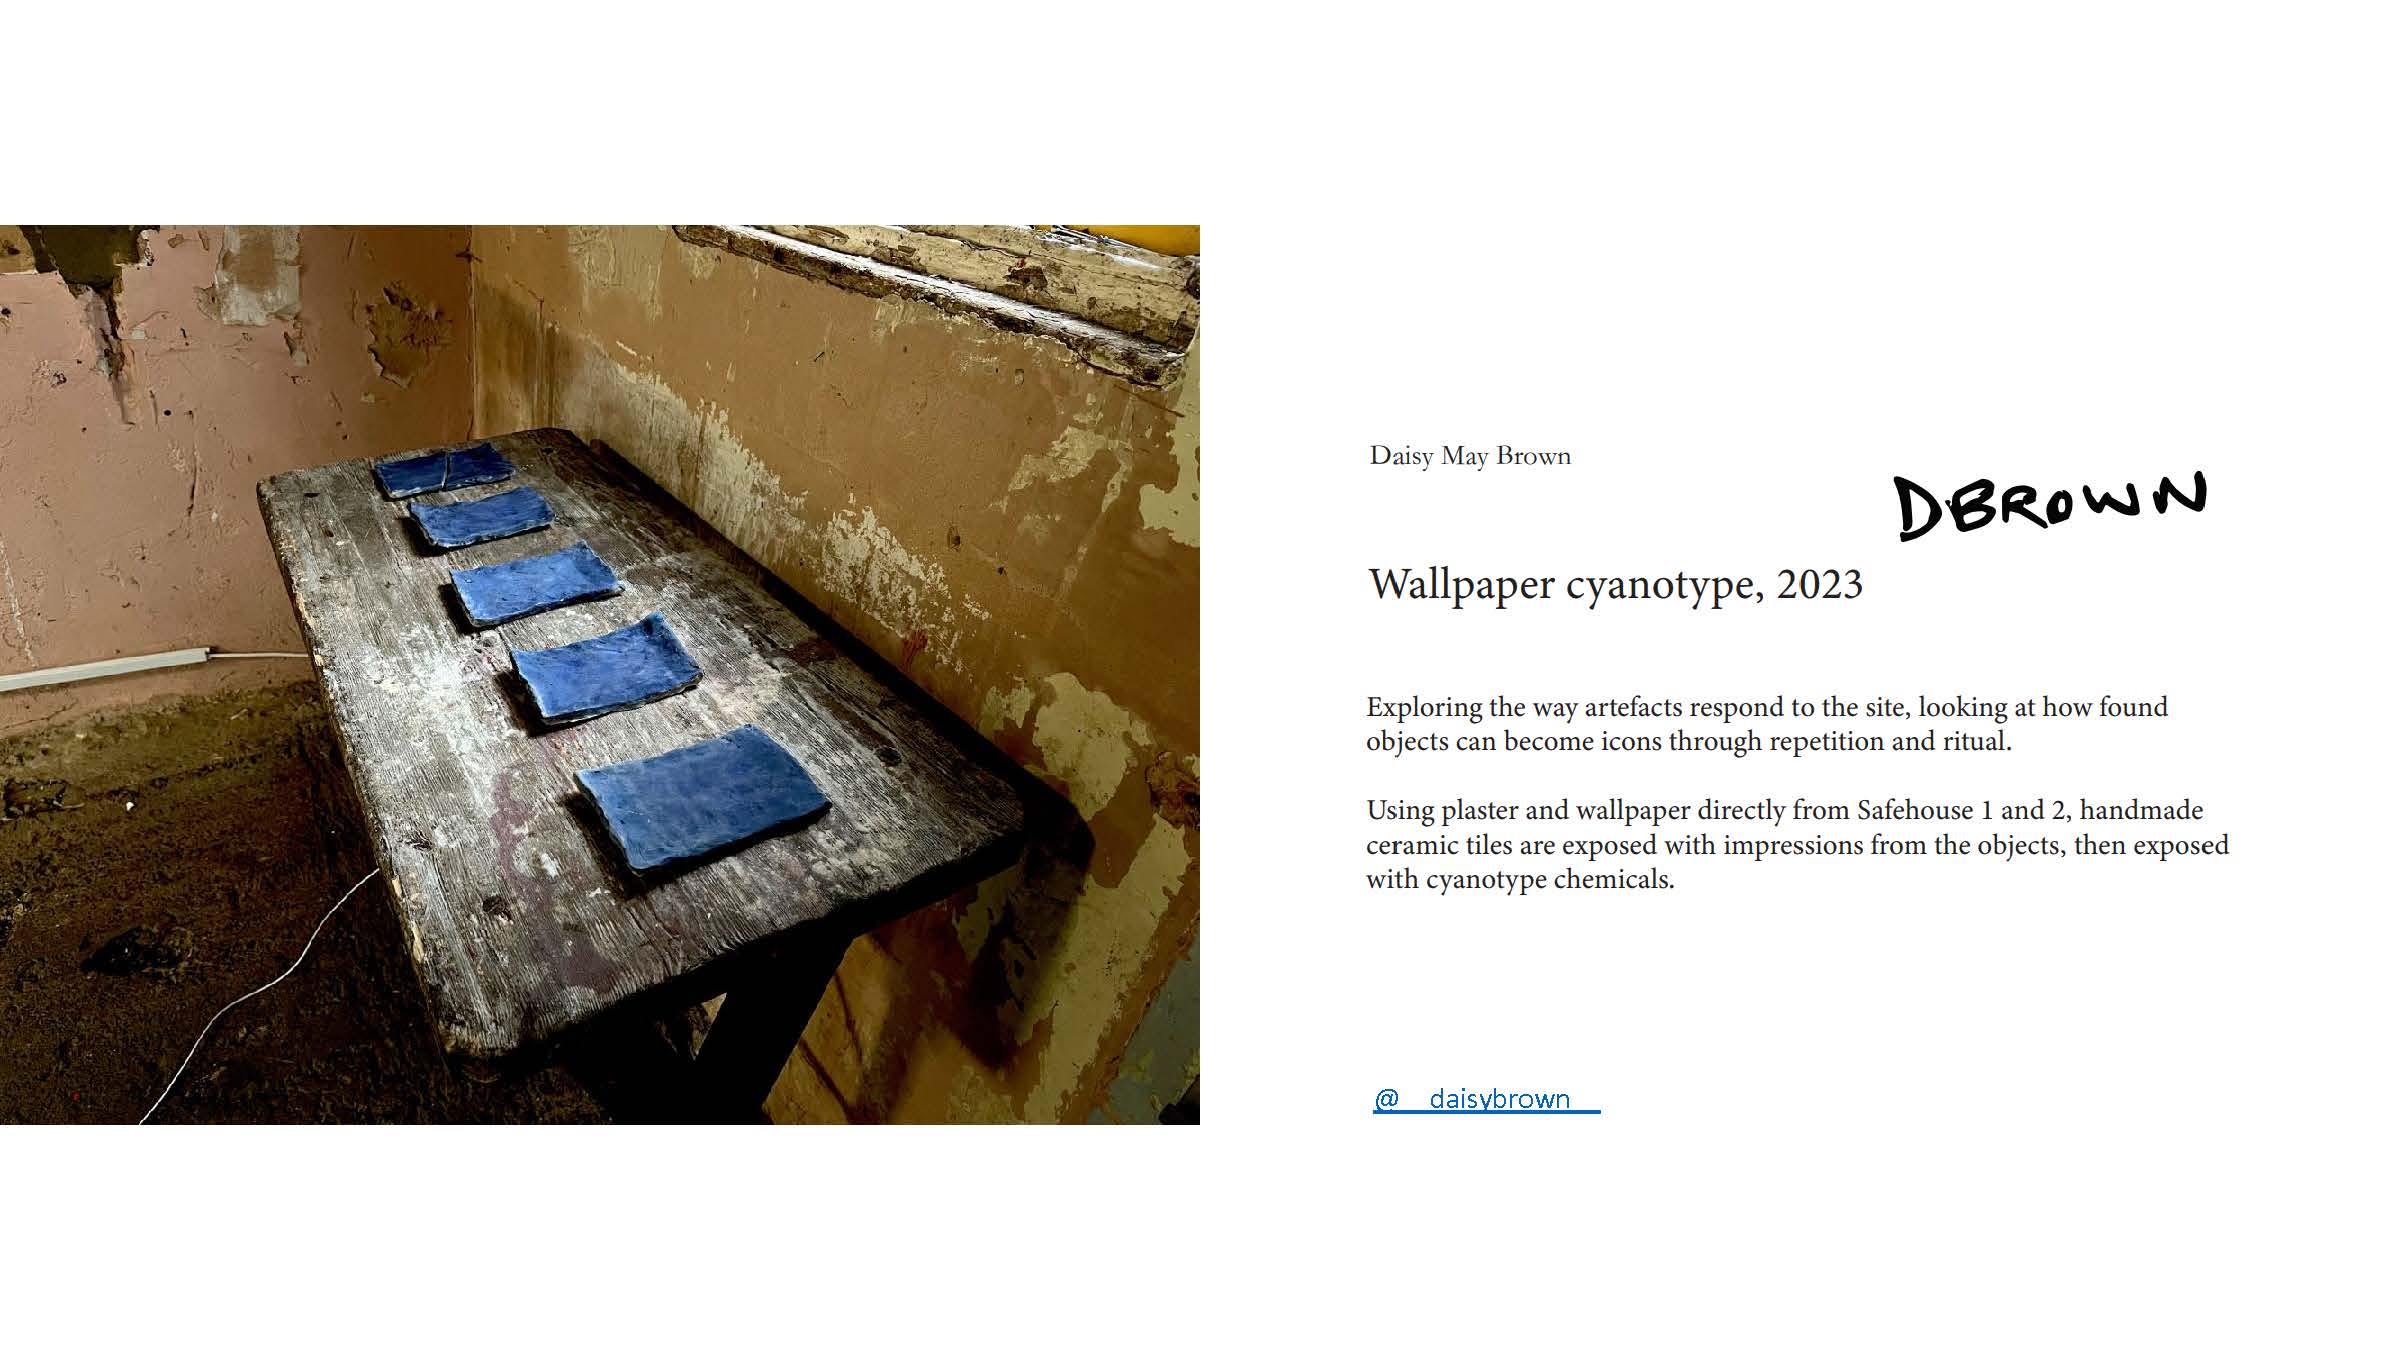 Daisy May Brown
DBROWN
Wallpaper cyanotype, 2023
Exploring the way artefacts respond to the site, looking at how found
objects can become icons through repetition and ritual.
Using plaster and wallpaper directly from Safehouse 1 and 2, handmade
ceramic tiles are exposed with impressions from the objects, then exposed
with cyanotype chemicals.
@__daisybrown__